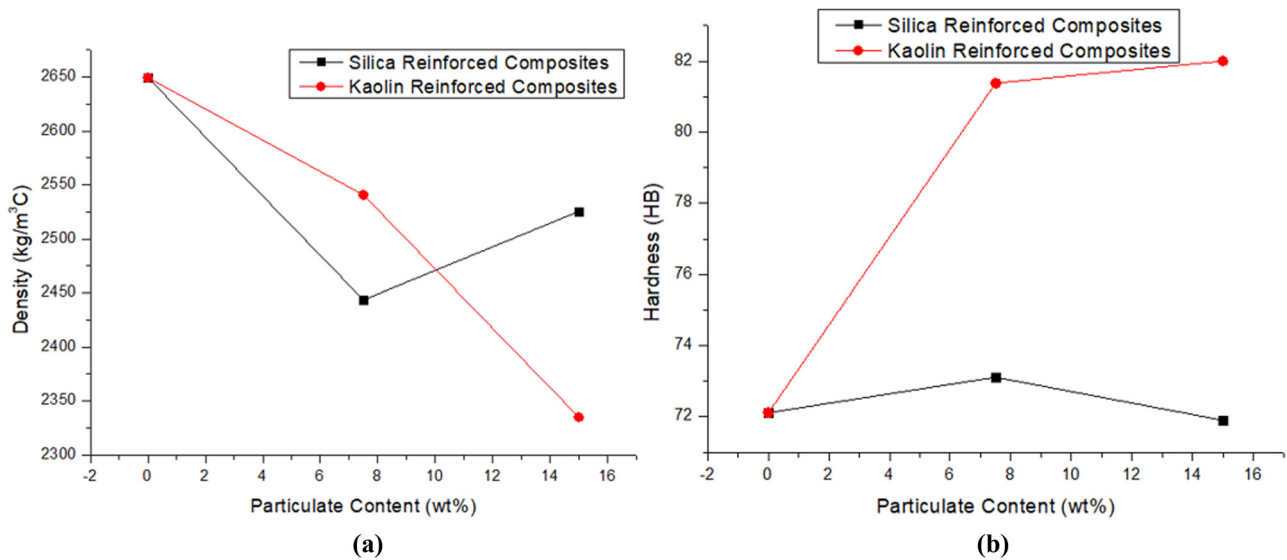 Silica Reinforced Composites
Kaolin Reinforced Composites
2650
2600
2550
2500
2450
2400
2350
2300
Density (kg/m³C)
-2 0 2 4 6 8 10 12 14 16
Particulate Content (wt%)
(a)
Silica Reinforced Composites
Kaolin Reinforced Composites
82
80
78
76
74
72
Hardness (HB)
-2 0 2 4 6 8 10 12 14 16
Particulate Content (wt%)
(b)